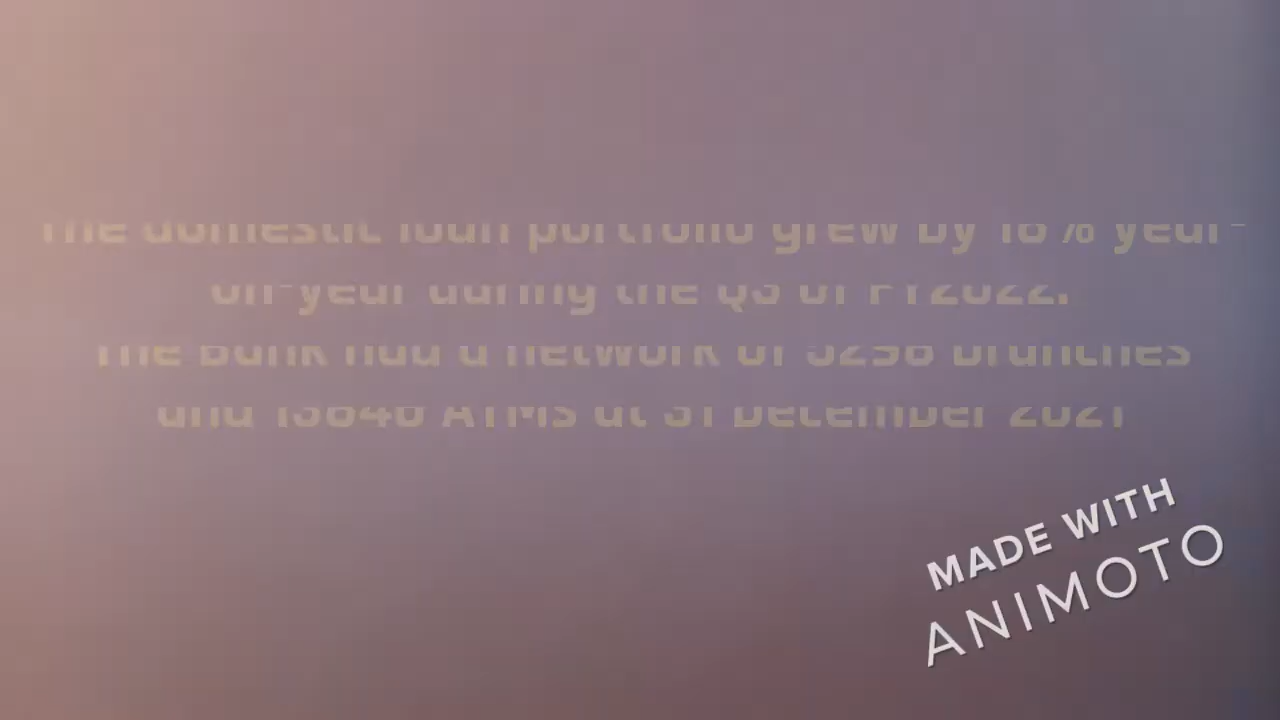 The domestic loan portfolio grew by year-
on-year during the Q3 of FY2022.
The Bank had a network of branches
and ATMs at 31 December 2021
MADE WITH
ANIMOTO